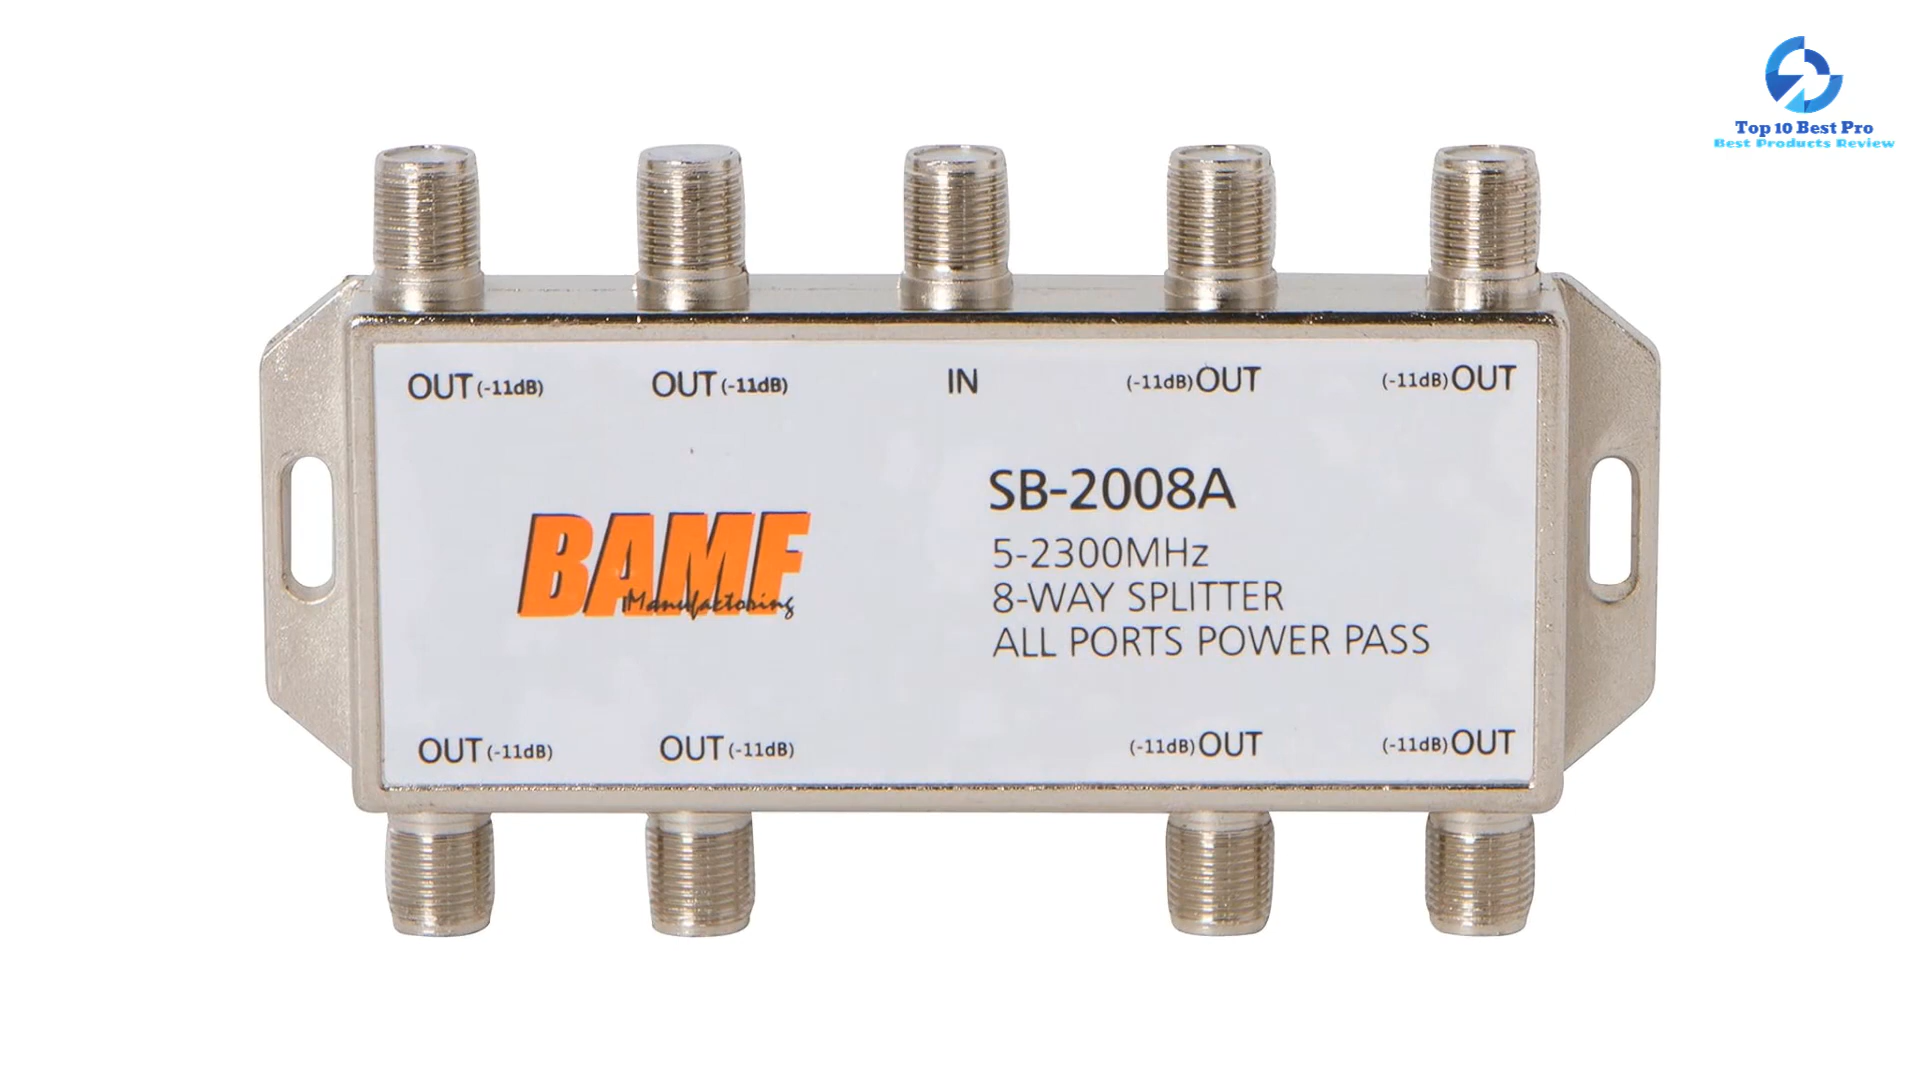 Top 10 Best Pro
Best Products Review
OUT (-11dB)
OUT (-11dB)
IN
(-11dB) OUT
(-11dB) OUT
SB-2008A
BAMF
Manufactoring
5-2300MHz
8-WAY SPLITTER
ALL PORTS POWER PASS
OUT (-11dB)
OUT (-11dB)
(-11dB) OUT
(-11dB) OUT